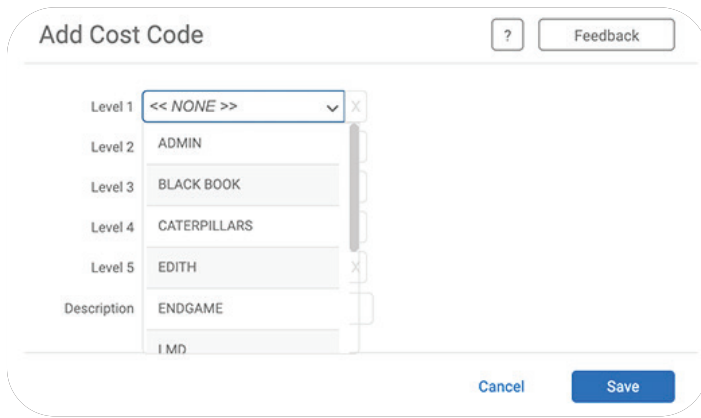 Add Cost Code
?
Feedback
Level 1
<< NONE >>
X
Level 2
ADMIN
Level 3
BLACK BOOK
Level 4
CATERPILLARS
Level 5
EDITH
X
Description
ENDGAME
LMD
Cancel
Save